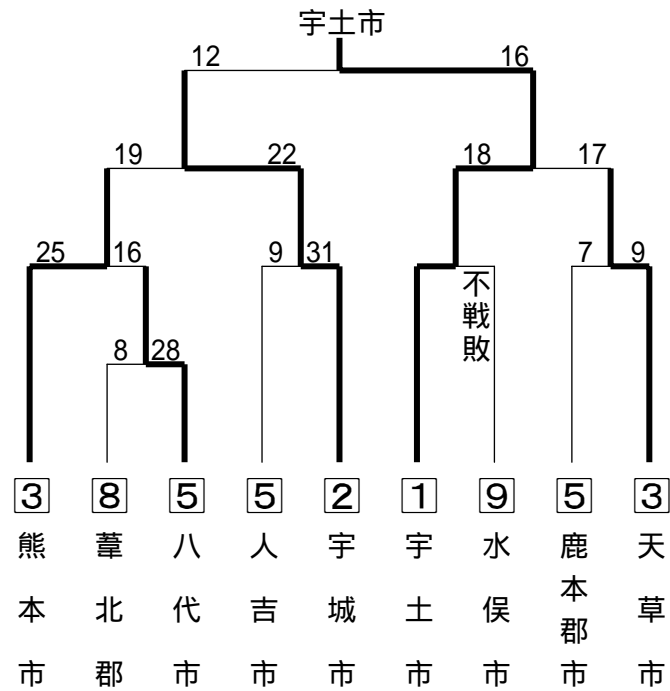 宇土市
12 16
19 22 18 17
25 16 9 31 7 9
不戦敗
8 28
3 8 5 5 2 1 9 5 3
熊本市
葦北郡
八代市
人吉市
宇城市
宇土市
水俣市
鹿本郡市
天草市